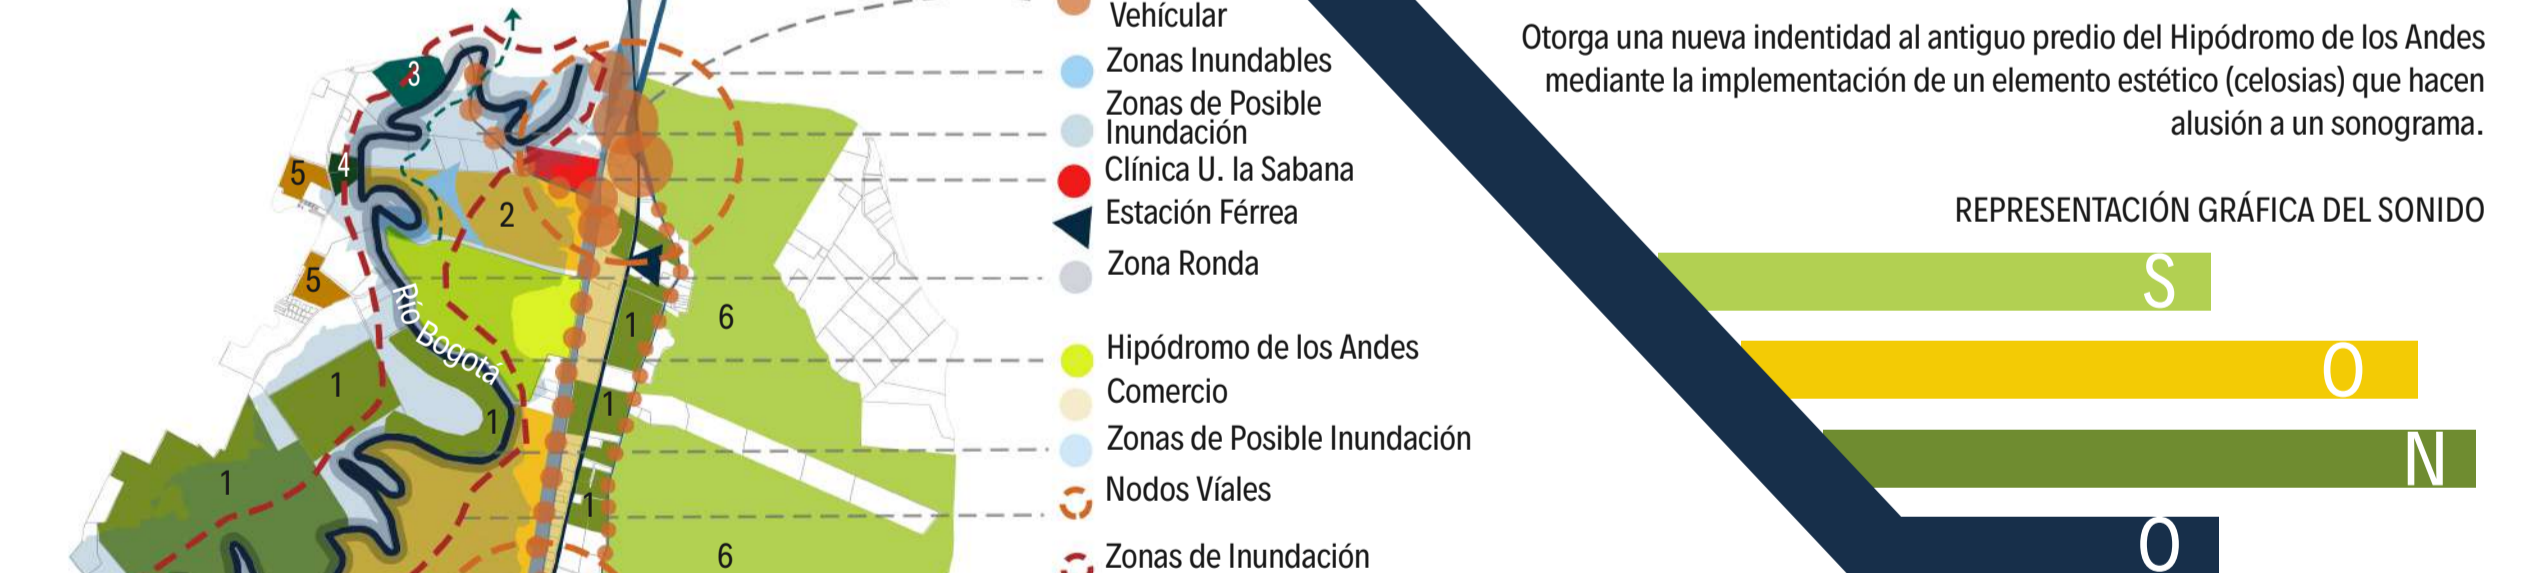 Vehícular
Zonas Inundables
Zonas de Posible
Inundación
Clínica U. la Sabana
Estación Férrea
Zona Ronda
Hipódromo de los Andes
Comercio
Zonas de Posible Inundación
Nodos Víales
Zonas de Inundación
3
4
5
2
5
Río Bogotá
1
6
1
1
1
1
1
6
Otorga una nueva indentidad al antiguo predio del Hipódromo de los Andes
mediante la implementación de un elemento estético (celosias) que hacen
alusión a un sonograma.
REPRESENTACIÓN GRÁFICA DEL SONIDO
S
O
N
O